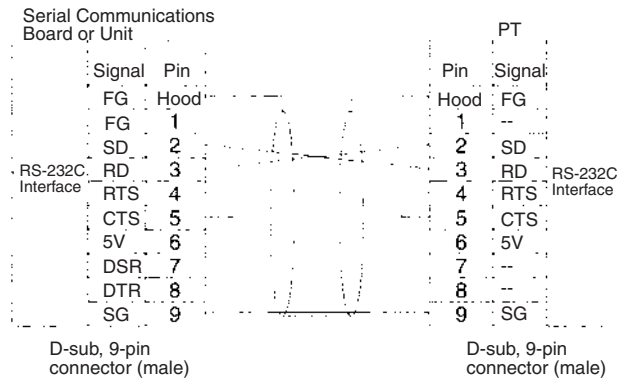 Serial Communications
Board or Unit
PT
Signal Pin Pin Signal
FG Hood Hood FG
FG 1 1 --
SD 2 2 SD
RD 3 3 RD
RTS 4 4 RTS
CTS 5 5 CTS
5V 6 6 5V
DSR 7 7 --
DTR 8 8 --
SG 9 9 SG
RS-232C
Interface
RS-232C
Interface
D-sub, 9-pin
connector (male)
D-sub, 9-pin
connector (male)